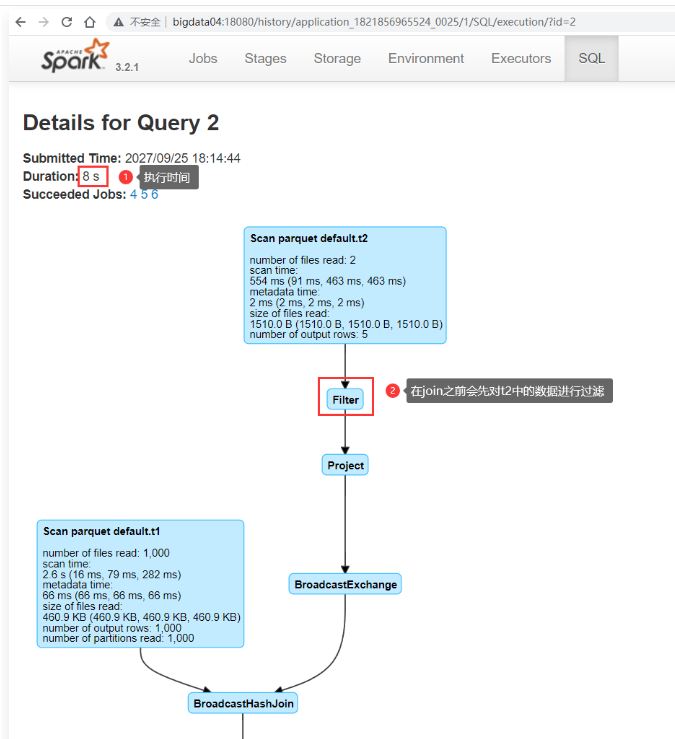 不安全 | bigdata04:18080/history/application_1821856965524_0025/1/SQL/execution/?id=2
APACHE Spark 3.2.1 Jobs Stages Storage Environment Executors SQL
Details for Query 2
Submitted Time: 2027/09/25 18:14:44
Duration: 8 s 1 执行时间
Succeeded Jobs: 4 5 6
Scan parquet default.t2
number of files read: 2
scan time:
554 ms (91 ms, 463 ms, 463 ms)
metadata time:
2 ms (2 ms, 2 ms, 2 ms)
size of files read:
1510.0 B (1510.0 B, 1510.0 B, 1510.0 B)
number of output rows: 5
Filter 2 在join之前会先对t2中的数据进行过滤
Project
Scan parquet default.t1
number of files read: 1,000
scan time:
2.6 s (16 ms, 79 ms, 282 ms)
metadata time:
66 ms (66 ms, 66 ms, 66 ms)
size of files read:
460.9 KB (460.9 KB, 460.9 KB, 460.9 KB)
number of output rows: 1,000
number of partitions read: 1,000
BroadcastExchange
BroadcastHashJoin